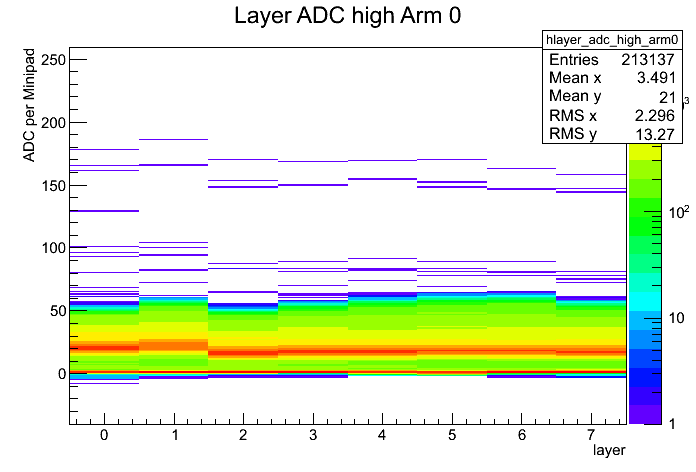 Layer ADC high Arm 0
hlayer_adc_high_arm0
Entries 213137
Mean x 3.491
Mean y 21
RMS x 2.296
RMS y 13.27
ADC per Minipad
250
200
150
100
50
0
0 1 2 3 4 5 6 7
layer
3
10²
10
1